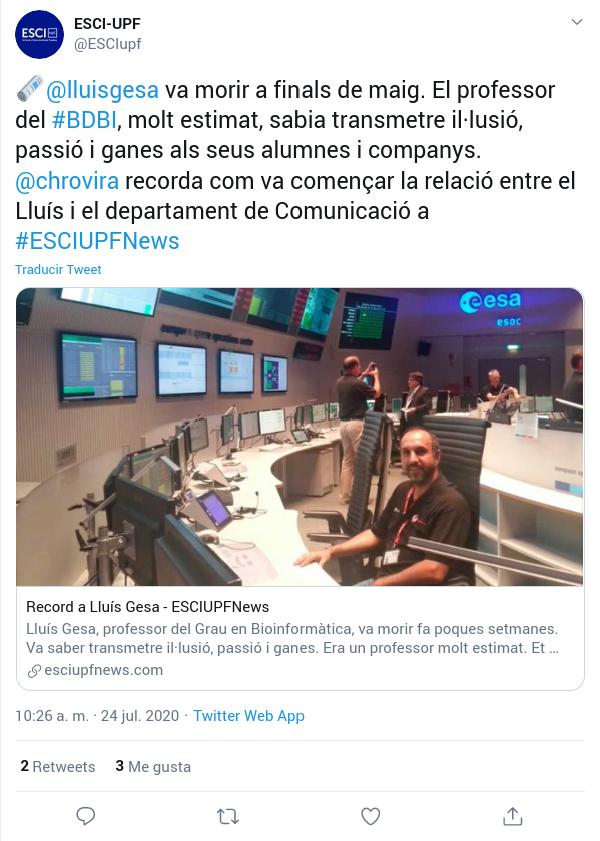 ESCI
ESCI-UPF
@ESCIupf
@lluisgesa va morir a finals de maig. El professor
del #BDBI, molt estimat, sabia transmetre il·lusió,
passió i ganes als seus alumnes i companys.
@chrovira recorda com va començar la relació entre el
Lluís i el departament de Comunicació a
#ESCIUPFNews
Traducir Tweet
esa
esoc
Record a Lluís Gesa - ESCIUPFNews
Lluís Gesa, professor del Grau en Bioinformàtica, va morir fa poques setmanes.
Va saber transmetre il·lusió, passió i ganes. Era un professor molt estimat. Et ...
esciupfnews.com
10:26 a. m. · 24 jul. 2020 · Twitter Web App
2 Retweets 3 Me gusta